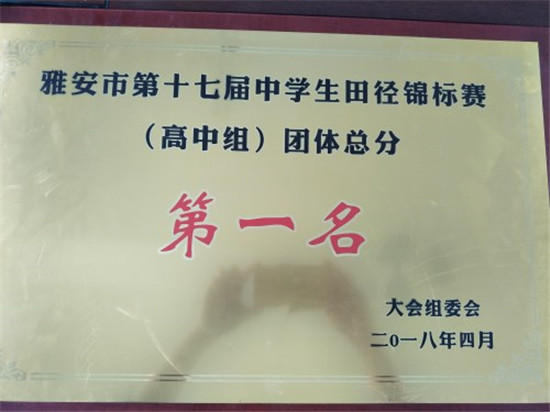 雅安市第十七届中学生田径锦标赛
（高中组）团体总分
第一名
大会组委会
二0一八年四月